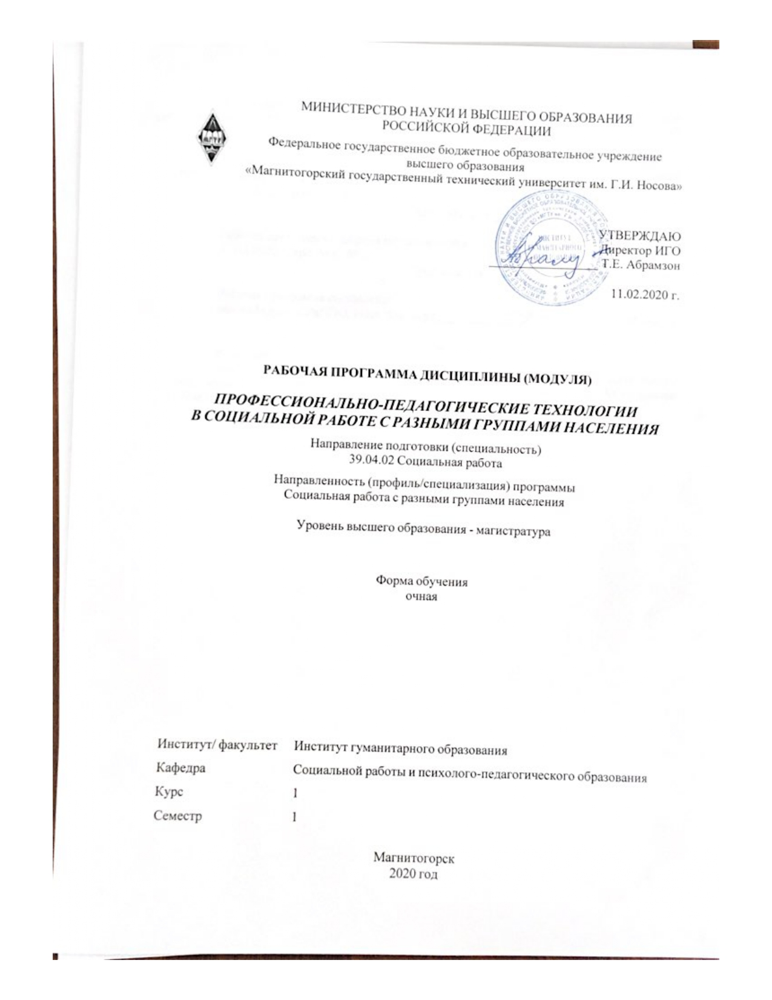 МИНИСТЕРСТВО НАУКИ И ВЫСШЕГО ОБРАЗОВАНИЯ
РОССИЙСКОЙ ФЕДЕРАЦИИ
МГТУ
Федеральное государственное бюджетное образовательное учреждение
высшего образования
«Магнитогорский государственный технический университет им. Г.И. Носова»
УТВЕРЖДАЮ
Директор ИГО
Т.Е. Абрамзон
11.02.2020 г.
РАБОЧАЯ ПРОГРАММА ДИСЦИПЛИНЫ (МОДУЛЯ)
ПРОФЕССИОНАЛЬНО-ПЕДАГОГИЧЕСКИЕ ТЕХНОЛОГИИ
В СОЦИАЛЬНОЙ РАБОТЕ С РАЗНЫМИ ГРУППАМИ НАСЕЛЕНИЯ
Направление подготовки (специальность)
39.04.02 Социальная работа
Направленность (профиль/специализация) программы
Социальная работа с разными группами населения
Уровень высшего образования - магистратура
Форма обучения
очная
Институт/ факультет Институт гуманитарного образования
Кафедра Социальной работы и психолого-педагогического образования
Курс 1
Семестр 1
Магнитогорск
2020 год